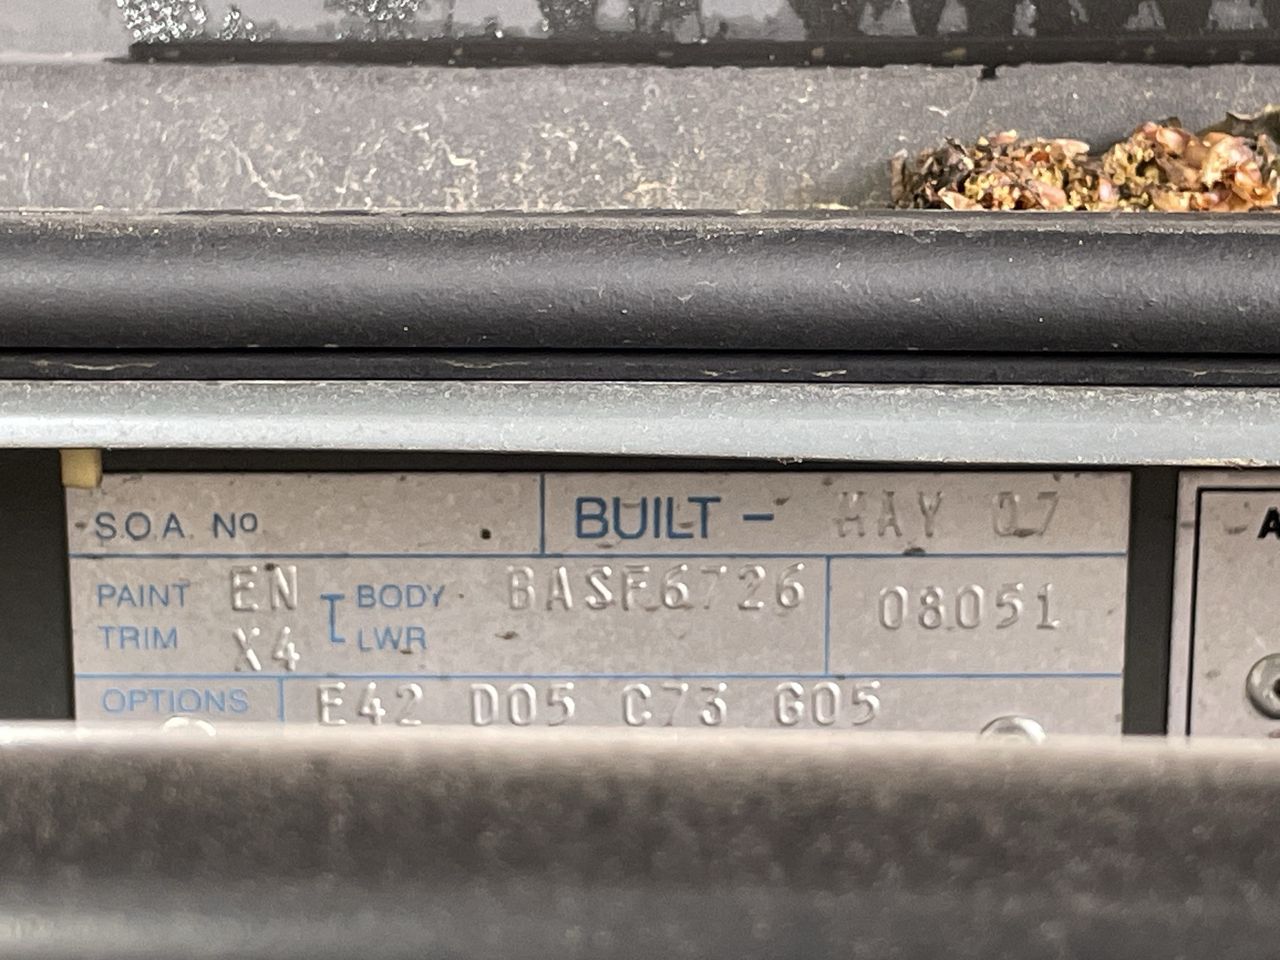 S.O.A. No
BUILT - MAY 07
PAINT EN BODY BASF6726 08051
TRIM X4 LWR
OPTIONS E42 D05 C73 G05
A